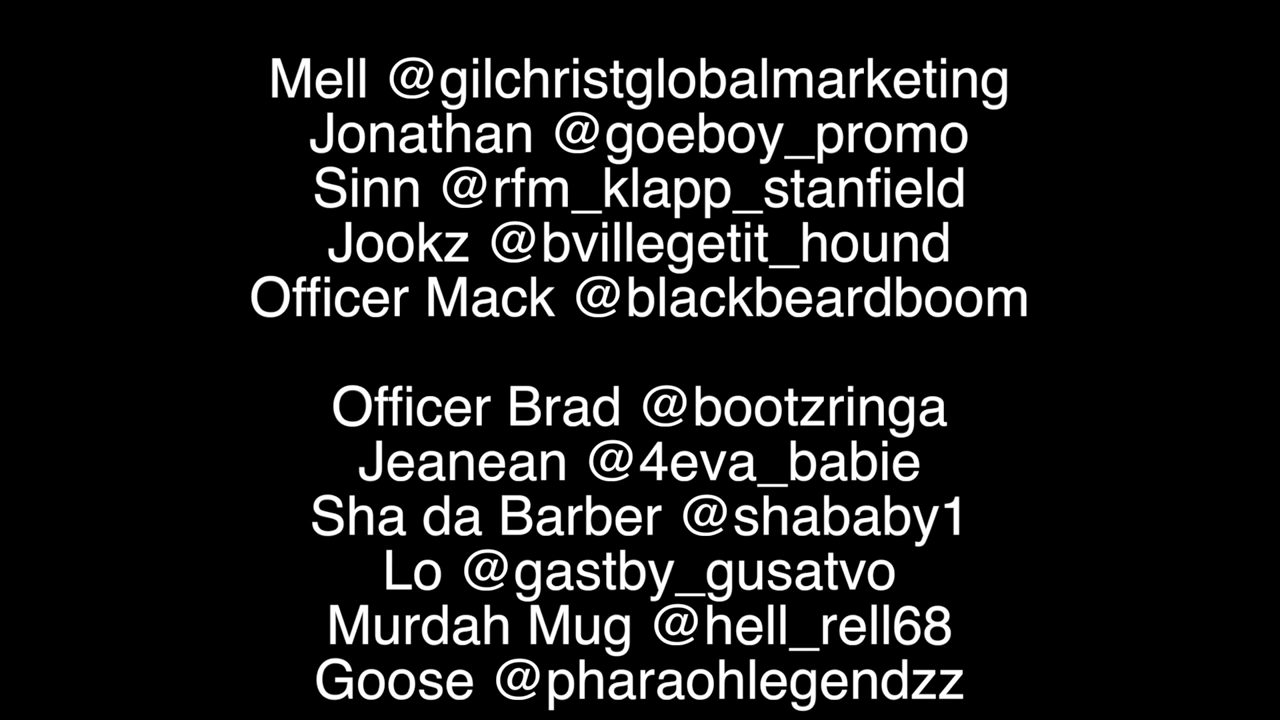 Mell @gilchristglobalmarketing
Jonathan @goeboy_promo
Sinn @rfm_klapp_stanfield
Jookz @bvillegetit_hound
Officer Mack @blackbeardboom
Officer Brad @bootzringa
Jeanean @4eva_babie
Sha da Barber @shababy1
Lo @gastby_gusatvo
Murdah Mug @hell_rell68
Goose @pharaohlegendzz